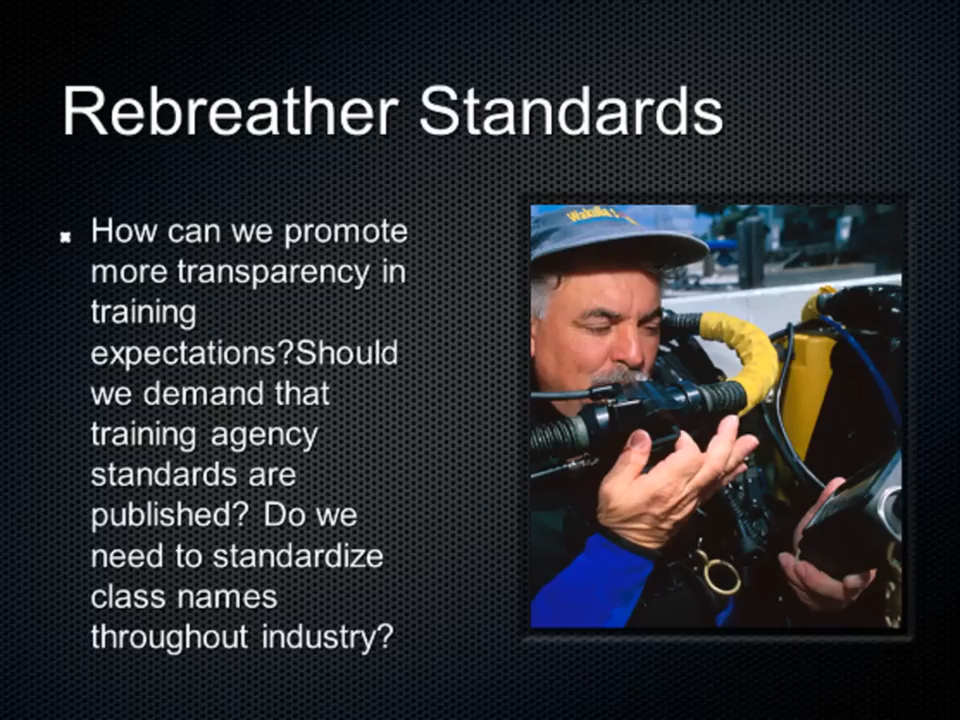 Rebreather Standards
How can we promote
more transparency in
training
expectations?Should
we demand that
training agency
standards are
published? Do we
need to standardize
class names
throughout industry?
Wakulla